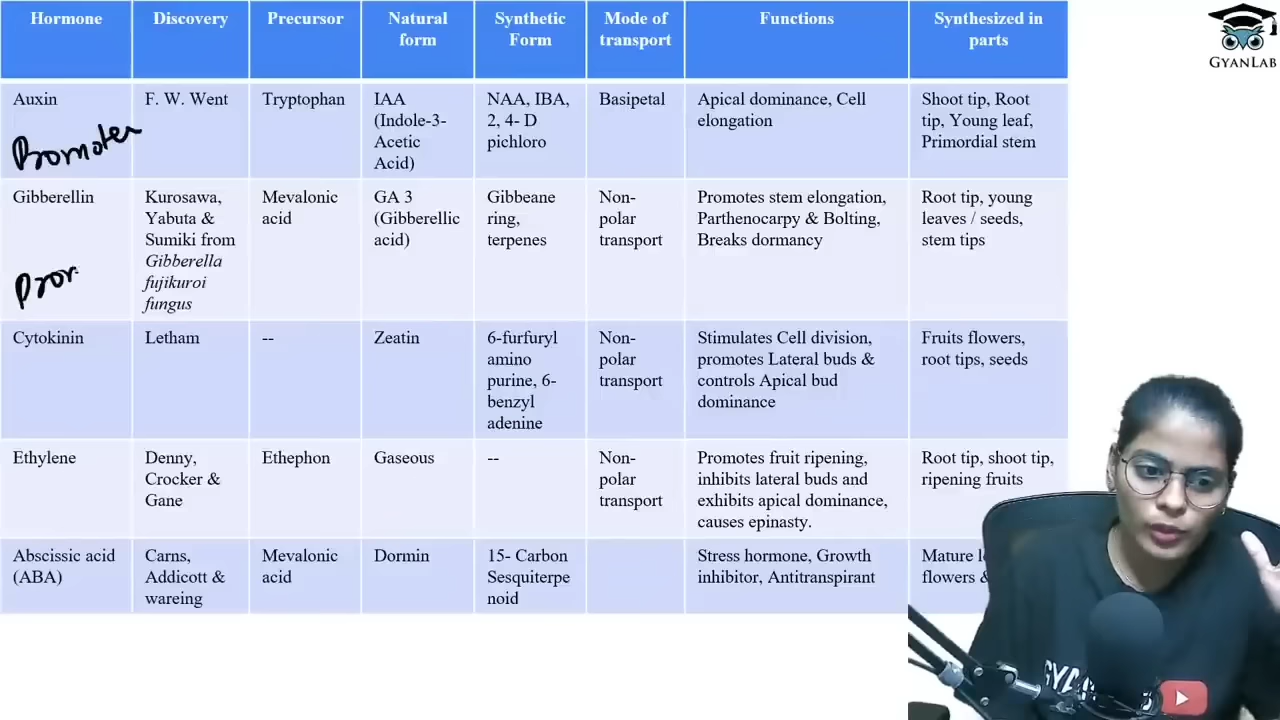 Hormone
Discovery
Precursor
Natural
form
Synthetic
Form
Mode of
transport
Functions
Synthesized in
parts
GYANLAB
Auxin
Promoter
F. W. Went
Tryptophan
IAA
(Indole-3-
Acetic
Acid)
NAA, IBA,
2, 4- D
pichloro
Basipetal
Apical dominance, Cell
elongation
Shoot tip, Root
tip, Young leaf,
Primordial stem
Gibberellin
Prom
Kurosawa,
Yabuta &
Sumiki from
Gibberella
fujikuroi
fungus
Mevalonic
acid
GA 3
(Gibberellic
acid)
Gibbeane
ring,
terpenes
Non-
polar
transport
Promotes stem elongation,
Parthenocarpy & Bolting,
Breaks dormancy
Root tip, young
leaves / seeds,
stem tips
Cytokinin
Letham
--
Zeatin
6-furfuryl
amino
purine, 6-
benzyl
adenine
Non-
polar
transport
Stimulates Cell division,
promotes Lateral buds &
controls Apical bud
dominance
Fruits flowers,
root tips, seeds
Ethylene
Denny,
Crocker &
Gane
Ethephon
Gaseous
--
Non-
polar
transport
Promotes fruit ripening,
inhibits lateral buds and
exhibits apical dominance,
causes epinasty.
Root tip, shoot tip,
ripening fruits
Abscissic acid
(ABA)
Carns,
Addicott &
wareing
Mevalonic
acid
Dormin
15- Carbon
Sesquiterpe
noid
Stress hormone, Growth
inhibitor, Antitranspirant
Mature
flowers &